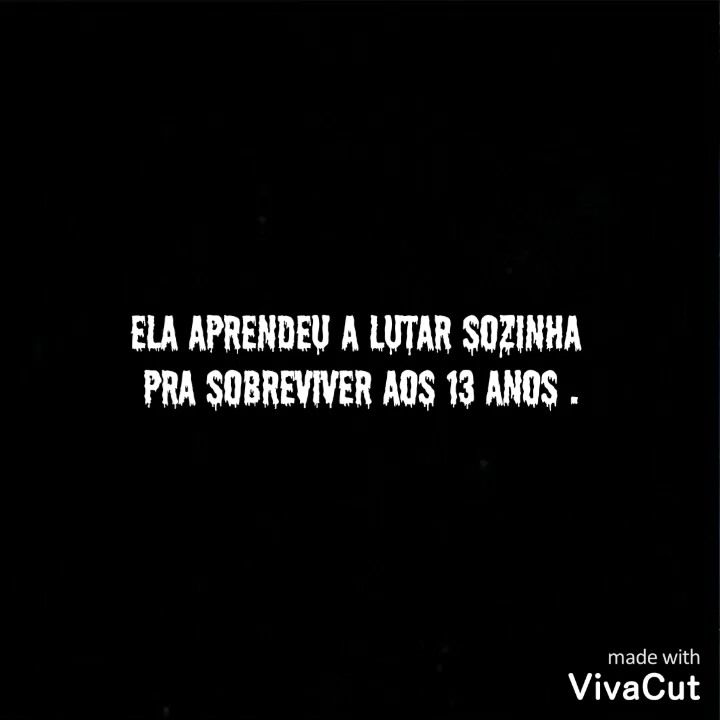 ELA APRENDEU A LUTAR SOZINHA
PRA SOBREVIVER AOS 13 ANOS .
made with
VivaCut